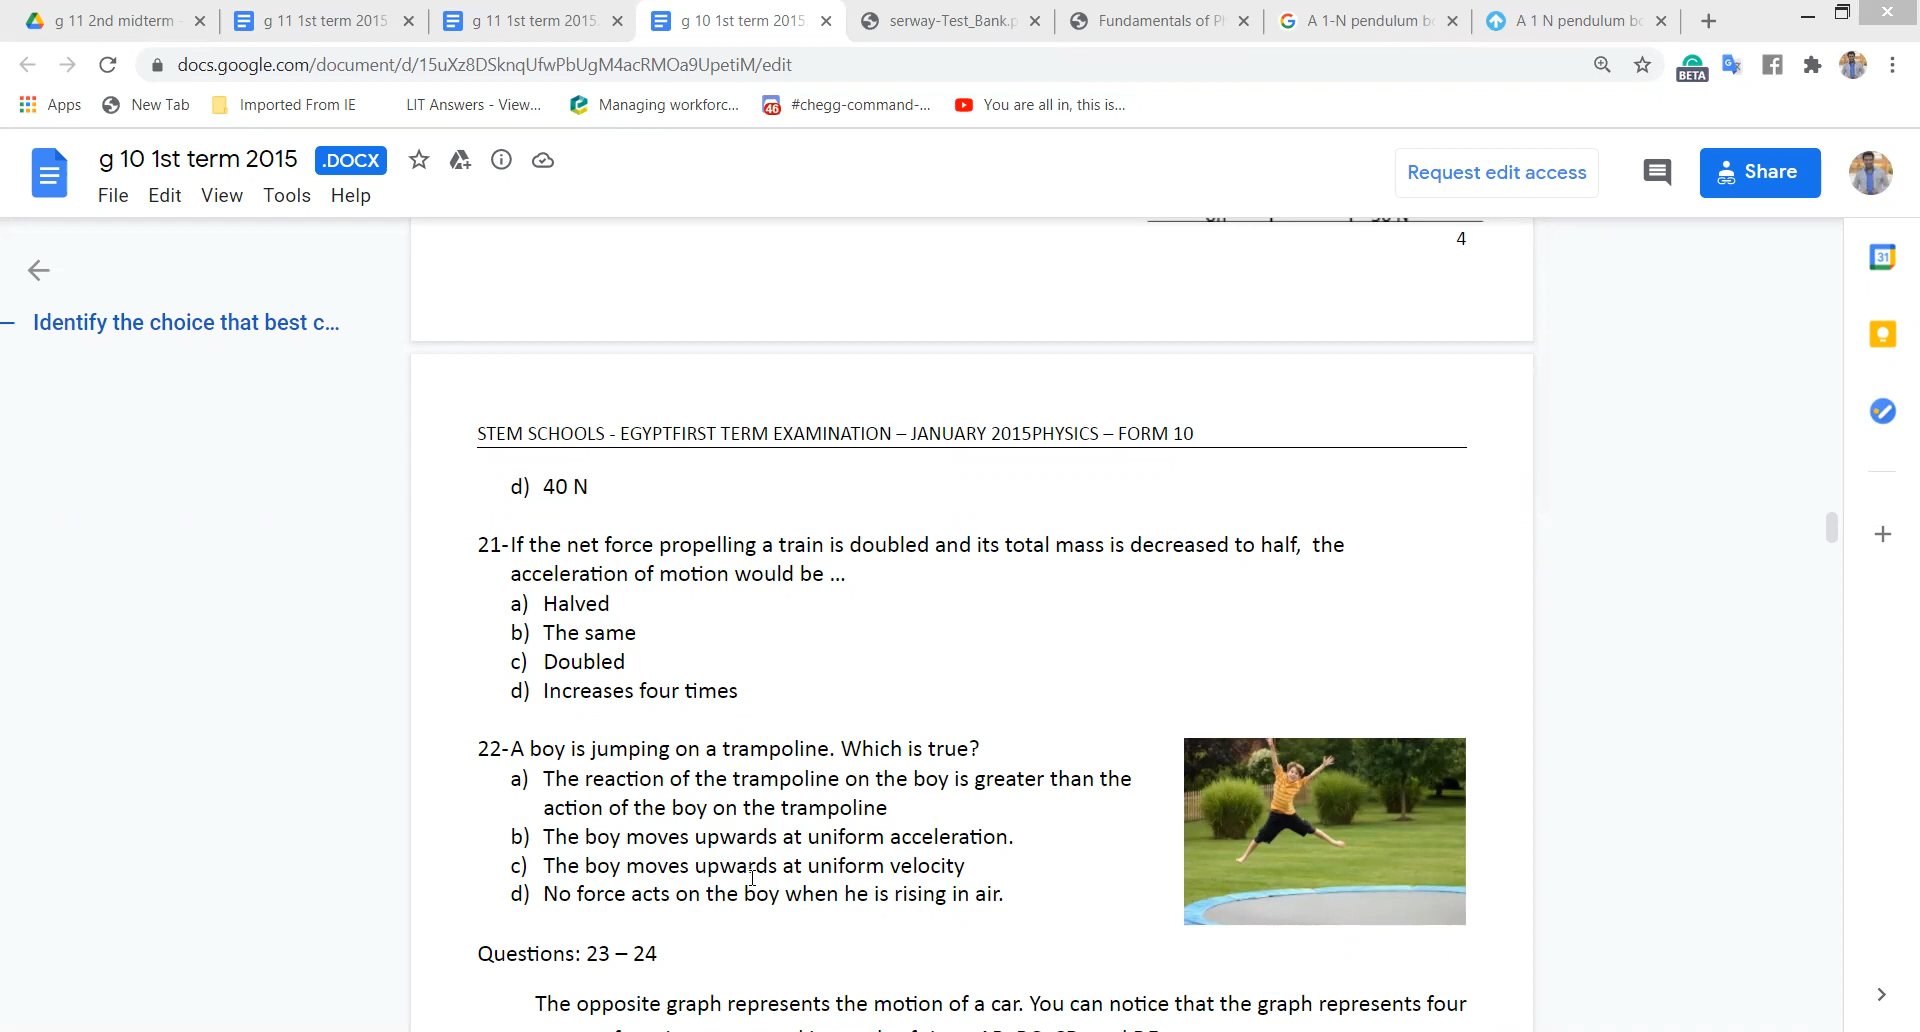 g 11 2nd midterm
g 11 1st term 2015
g 11 1st term 2015.
g 10 1st term 2015
serway-Test_Bank.p
Fundamentals of Ph
A 1-N pendulum bo
A 1 N pendulum bo
docs.google.com/document/d/15uXz8DSknqUfwPbUgM4acRMOa9UpetiM/edit
BETA
Apps
New Tab
Imported From IE
LIT Answers - View...
Managing workforc...
46
#chegg-command-...
You are all in, this is...
g 10 1st term 2015
.DOCX
Request edit access
Share
File Edit View Tools Help
4
31
Identify the choice that best c...
STEM SCHOOLS - EGYPTFIRST TERM EXAMINATION – JANUARY 2015PHYSICS – FORM 10
d) 40 N
21-If the net force propelling a train is doubled and its total mass is decreased to half, the
acceleration of motion would be ...
a) Halved
b) The same
c) Doubled
d) Increases four times
22-A boy is jumping on a trampoline. Which is true?
a) The reaction of the trampoline on the boy is greater than the
action of the boy on the trampoline
b) The boy moves upwards at uniform acceleration.
c) The boy moves upwards at uniform velocity
d) No force acts on the boy when he is rising in air.
Questions: 23 – 24
The opposite graph represents the motion of a car. You can notice that the graph represents four